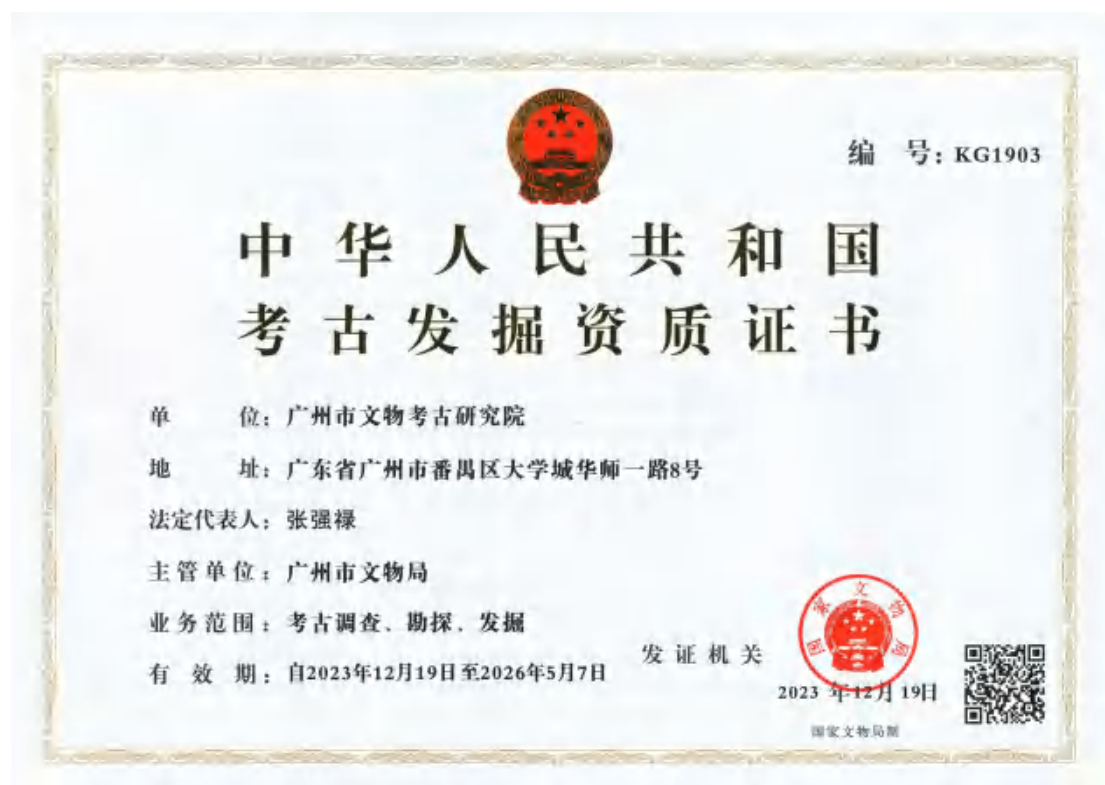 编 号：KG1903
中华人民共和国
考古发掘资质证书
单 位：广州市文物考古研究院
地 址：广东省广州市番禺区大学城华师一路8号
法定代表人：张强禄
主管单位：广州市文物局
业务范围：考古调查、勘探、发掘
有 效 期：自2023年12月19日至2026年5月7日
发证机关
国家文物局
2023 年12月 19日
国家文物局制